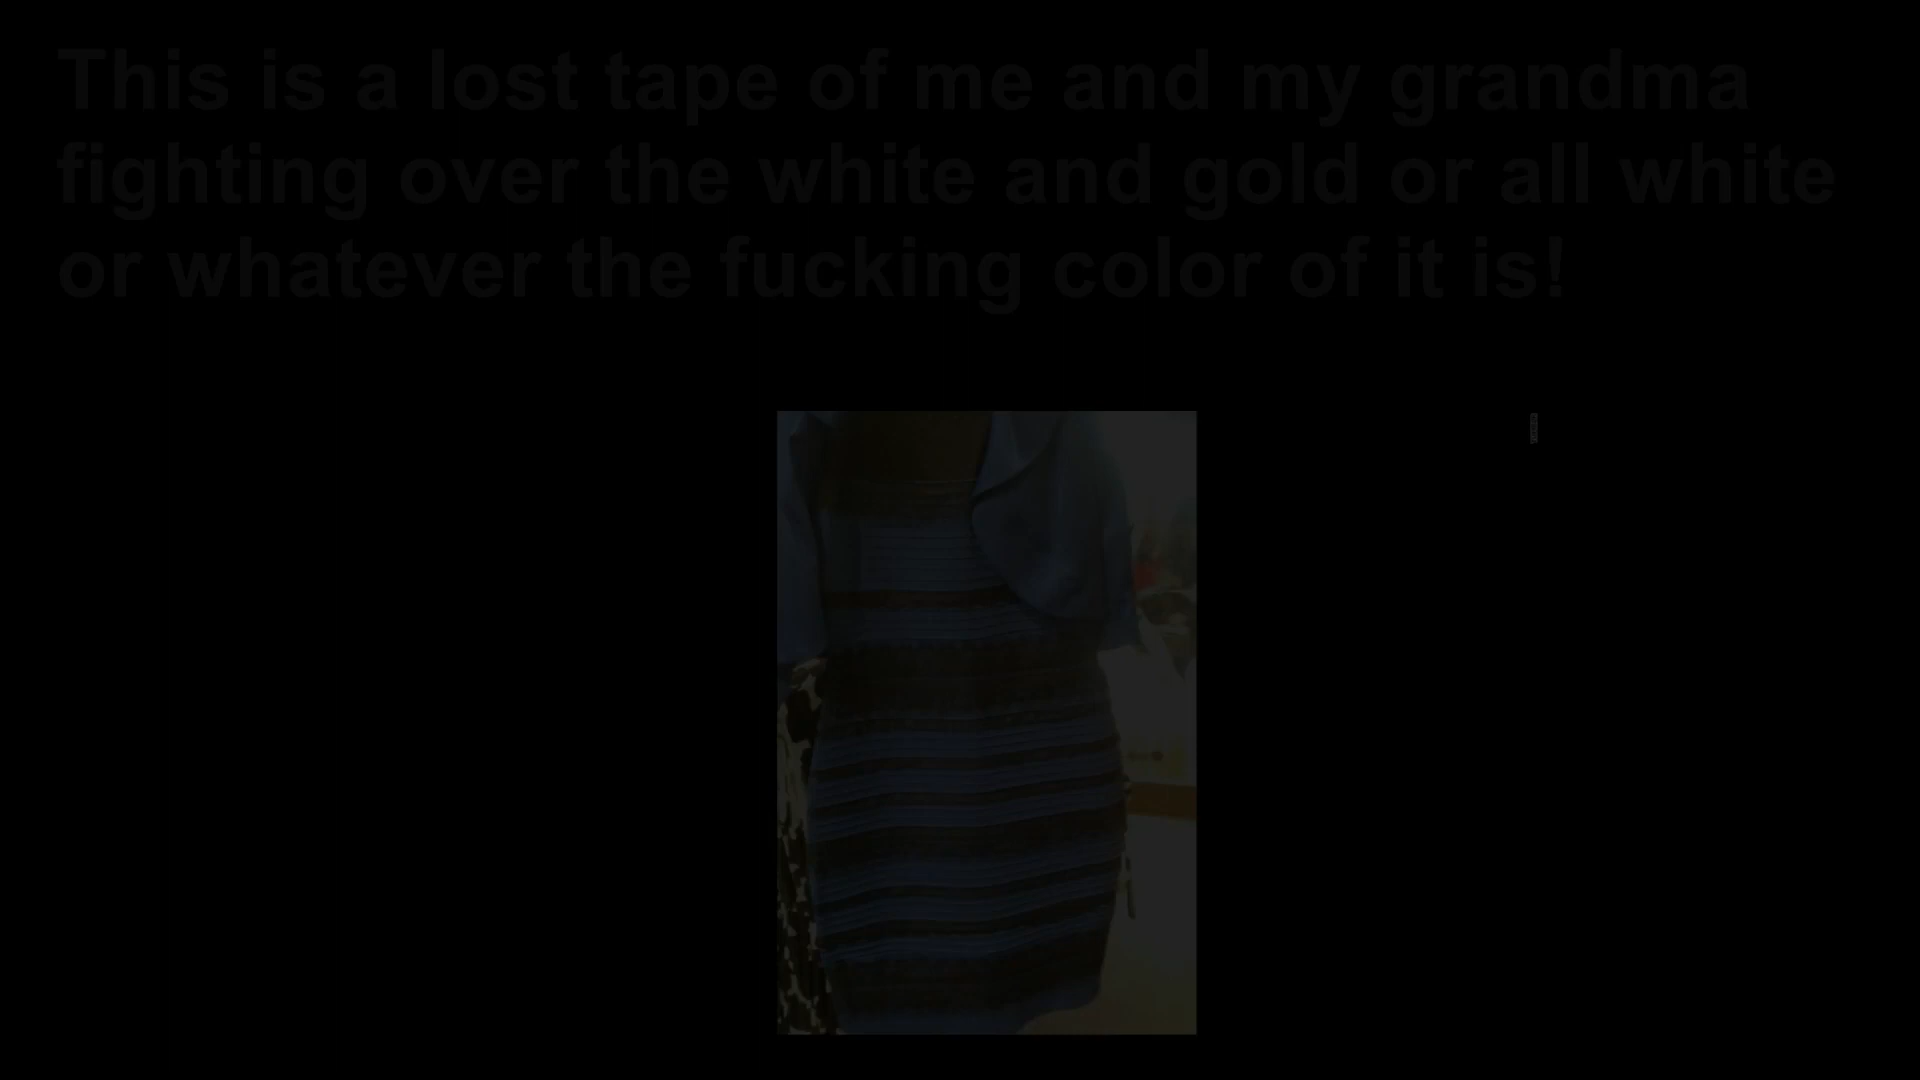 This is a lost tape of me and my grandma
fighting over the white and gold or all white
or whatever the fucking color of it is!